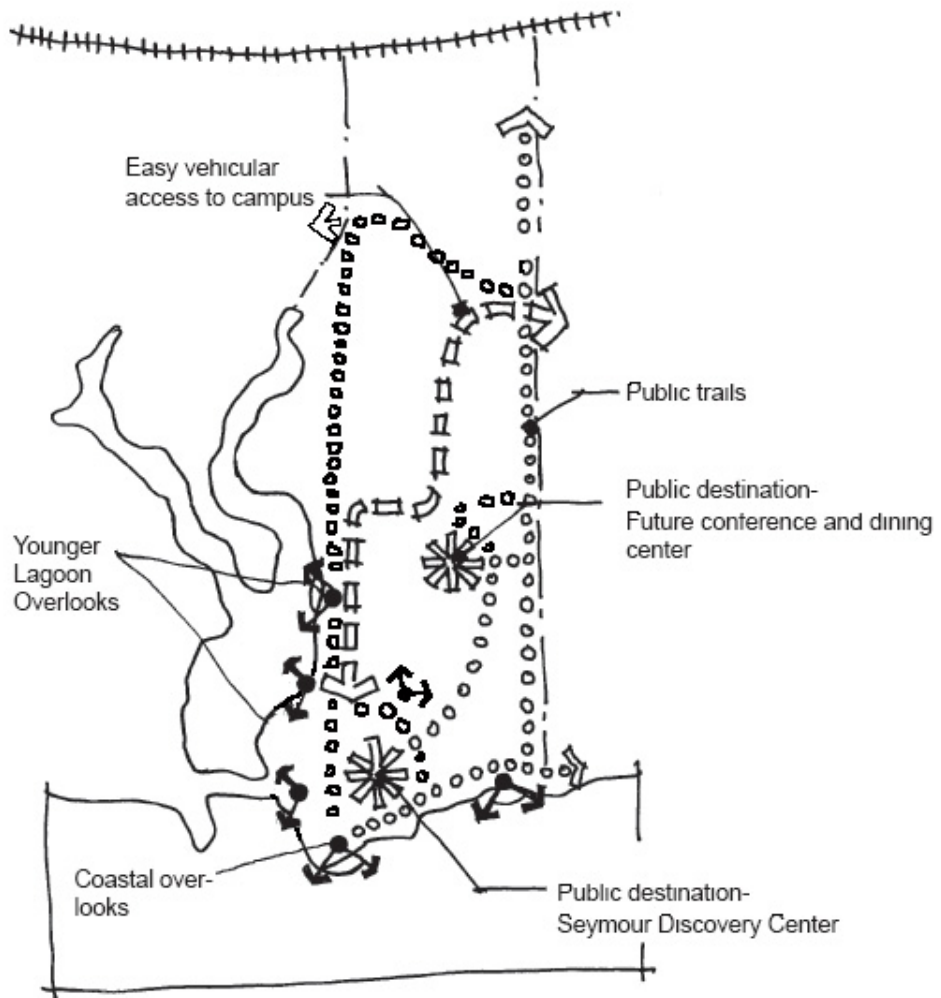 Easy vehicular
access to campus
Public trails
Public destination-
Future conference and dining
center
Younger
Lagoon
Overlooks
Coastal over-
looks
Public destination-
Seymour Discovery Center